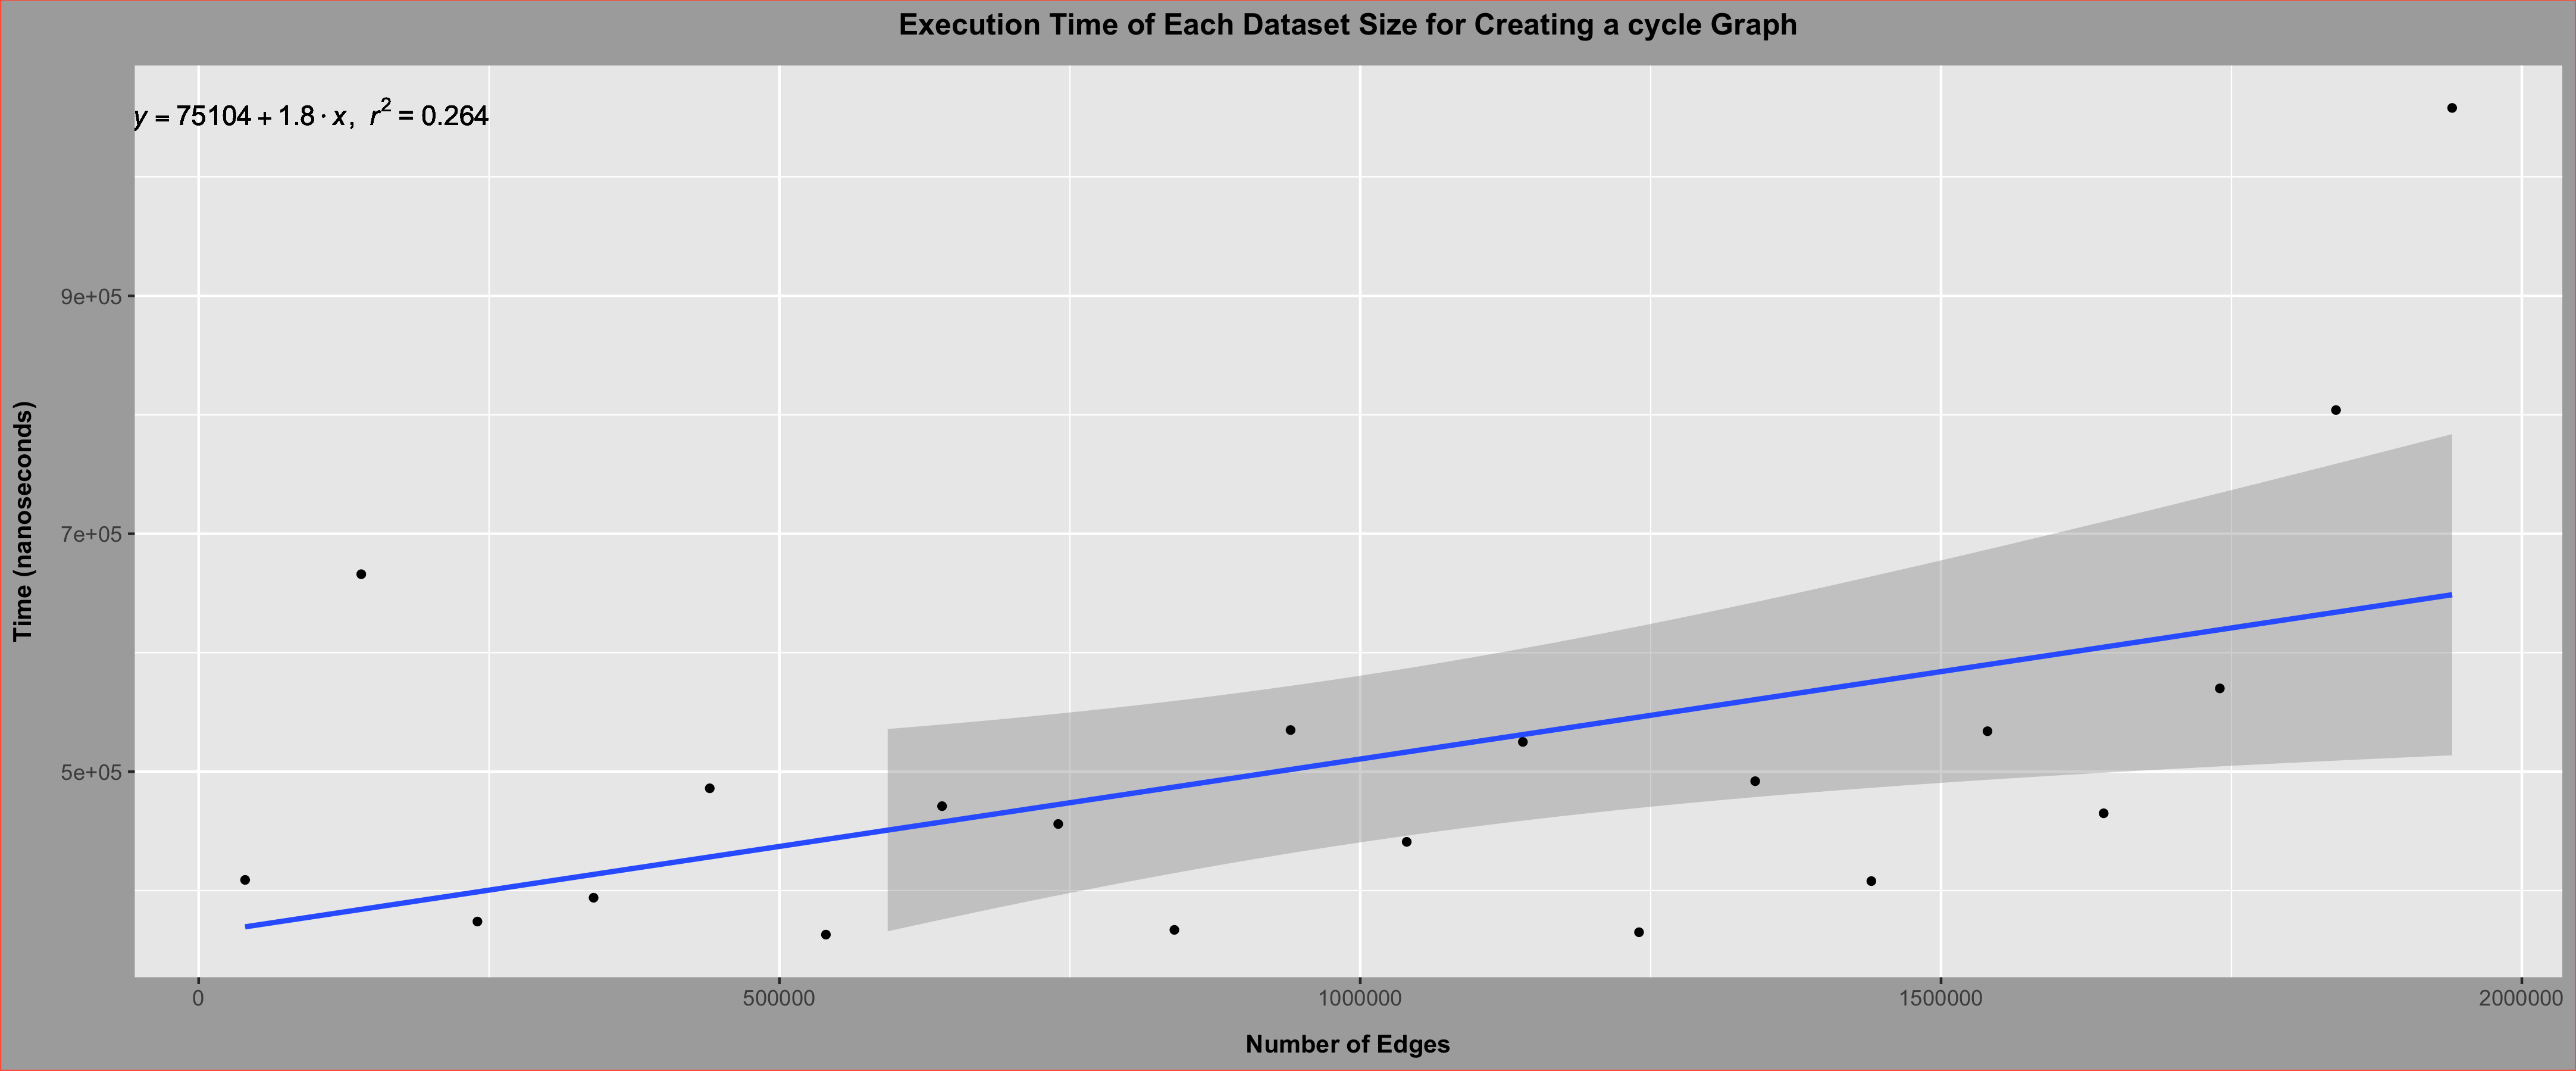 Execution Time of Each Dataset Size for Creating a cycle Graph
y = 75104 + 1.8 · x, r² = 0.264
9e+05
7e+05
5e+05
Time (nanoseconds)
0 500000 1000000 1500000 2000000
Number of Edges